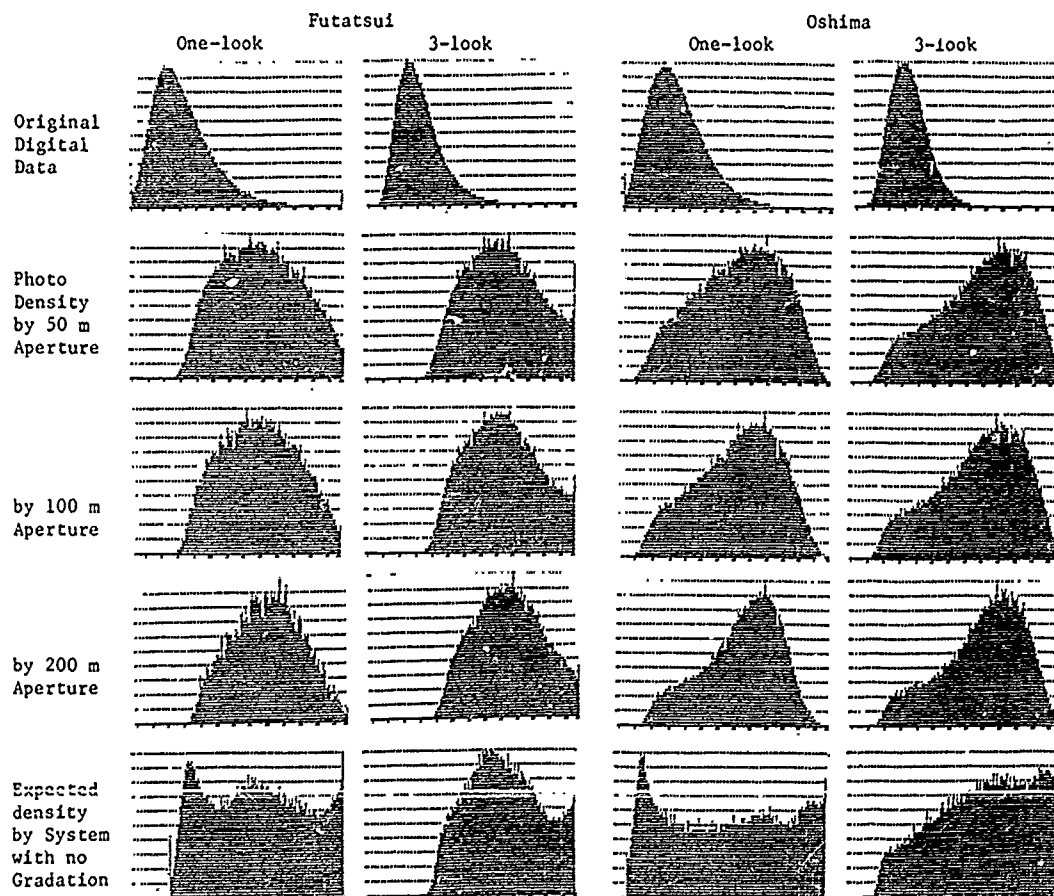 Futatsui
Oshima
One-look
3-look
One-look
3-look
Original
Digital
Data
Photo
Density
by 50 m
Aperture
by 100 m
Aperture
by 200 m
Aperture
Expected
density
by System
with no
Gradation